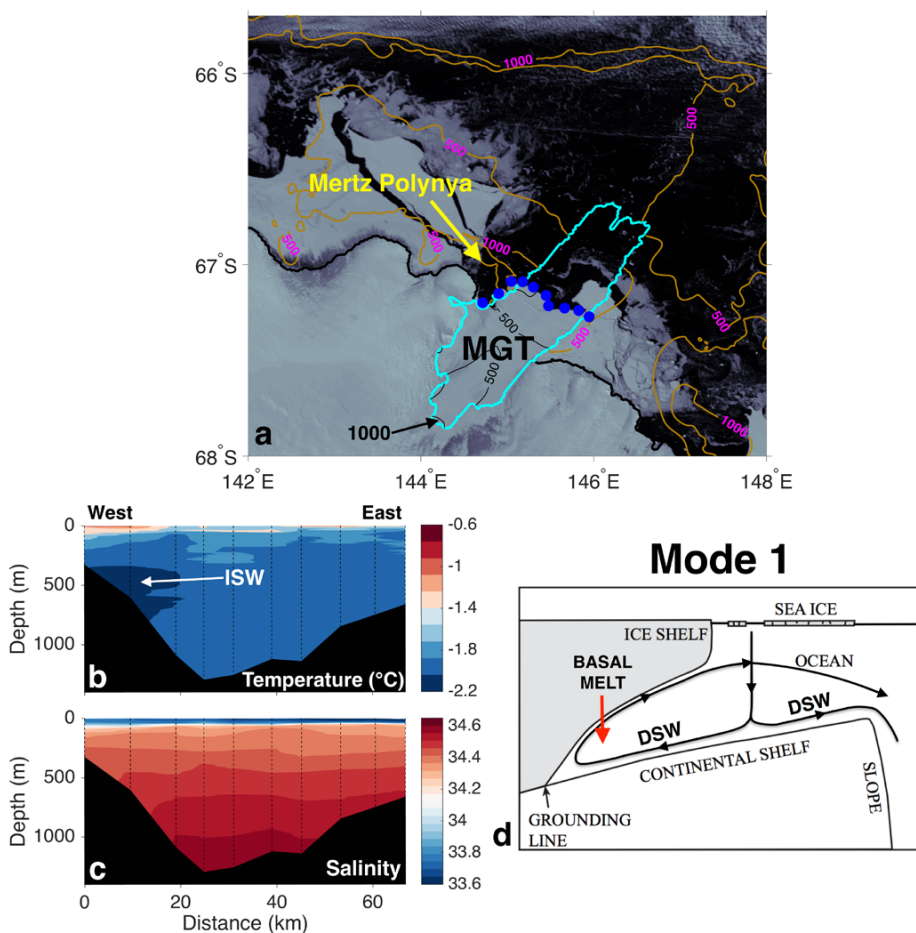 66°S
67°S
68°S
142°E
144°E
146°E
148°E
1000
500
500
Mertz Polynya
500
500
1000
500
500
500
MGT
500
1000
1000
a
West
East
0
500
1000
Depth (m)
ISW
b
Temperature (°C)
-0.6
-1
-1.4
-1.8
-2.2
0
500
1000
Depth (m)
c
Salinity
34.6
34.4
34.2
34
33.8
33.6
0
20
40
60
Distance (km)
Mode 1
SEA ICE
ICE SHELF
OCEAN
BASAL
MELT
DSW
DSW
CONTINENTAL SHELF
SLOPE
GROUNDING
LINE
d